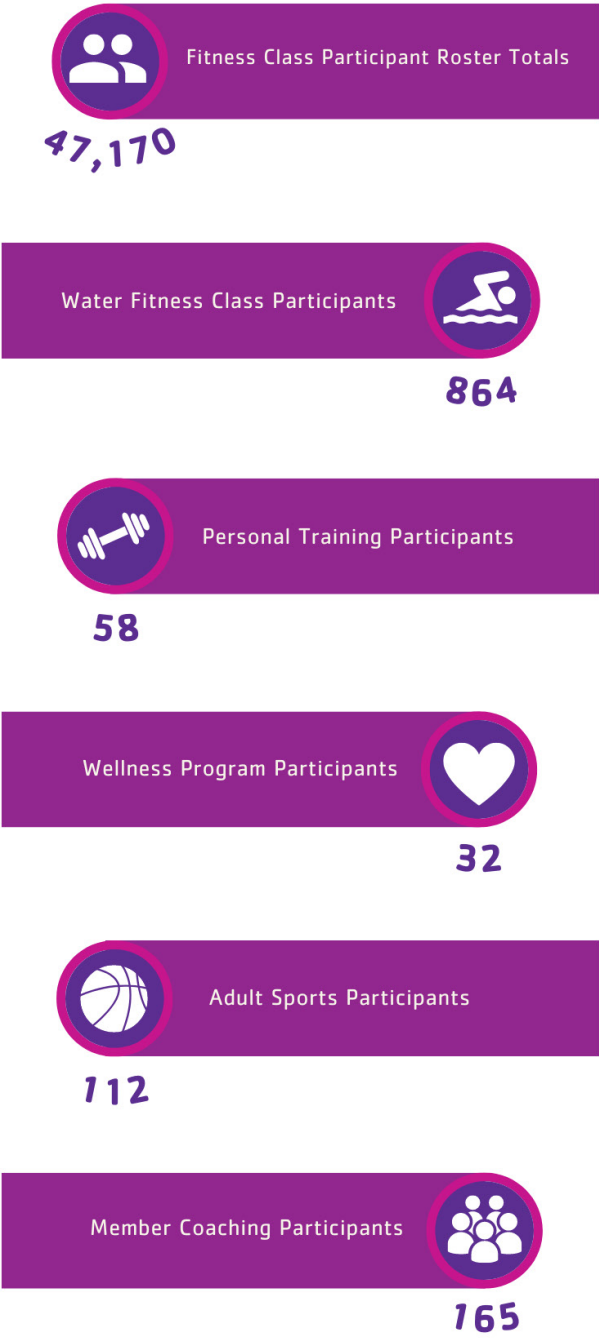 Fitness Class Participant Roster Totals
47,170
Water Fitness Class Participants
864
Personal Training Participants
58
Wellness Program Participants
32
Adult Sports Participants
112
Member Coaching Participants
165